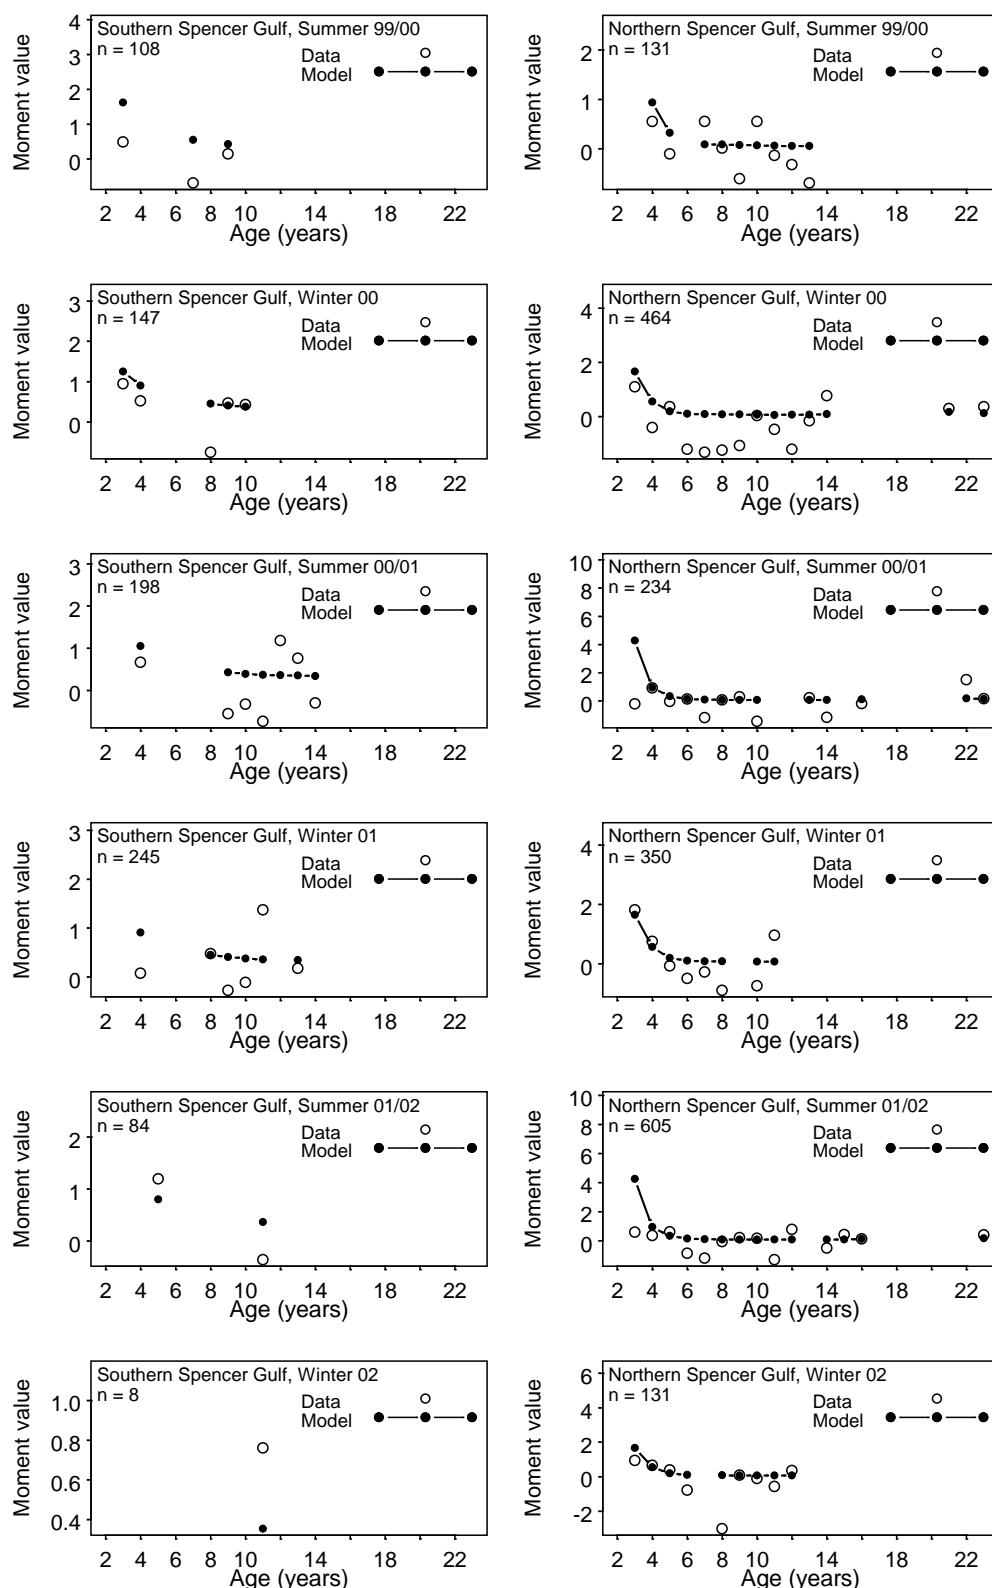 Southern Spencer Gulf, Summer 99/00
n = 108
Data
Model
Moment value
4
3
2
1
0
2 4 6 8 10 14 18 22
Age (years)
Northern Spencer Gulf, Summer 99/00
n = 131
Data
Model
Moment value
2
1
0
2 4 6 8 10 14 18 22
Age (years)
Southern Spencer Gulf, Winter 00
n = 147
Data
Model
Moment value
3
2
1
0
2 4 6 8 10 14 18 22
Age (years)
Northern Spencer Gulf, Winter 00
n = 464
Data
Model
Moment value
4
2
0
2 4 6 8 10 14 18 22
Age (years)
Southern Spencer Gulf, Summer 00/01
n = 198
Data
Model
Moment value
3
2
1
0
2 4 6 8 10 14 18 22
Age (years)
Northern Spencer Gulf, Summer 00/01
n = 234
Data
Model
Moment value
10
8
6
4
2
0
2 4 6 8 10 14 18 22
Age (years)
Southern Spencer Gulf, Winter 01
n = 245
Data
Model
Moment value
3
2
1
0
2 4 6 8 10 14 18 22
Age (years)
Northern Spencer Gulf, Winter 01
n = 350
Data
Model
Moment value
4
2
0
2 4 6 8 10 14 18 22
Age (years)
Southern Spencer Gulf, Summer 01/02
n = 84
Data
Model
Moment value
2
1
0
2 4 6 8 10 14 18 22
Age (years)
Northern Spencer Gulf, Summer 01/02
n = 605
Data
Model
Moment value
10
8
6
4
2
0
2 4 6 8 10 14 18 22
Age (years)
Southern Spencer Gulf, Winter 02
n = 8
Data
Model
Moment value
1.0
0.8
0.6
0.4
2 4 6 8 10 14 18 22
Age (years)
Northern Spencer Gulf, Winter 02
n = 131
Data
Model
Moment value
6
4
2
0
-2
2 4 6 8 10 14 18 22
Age (years)